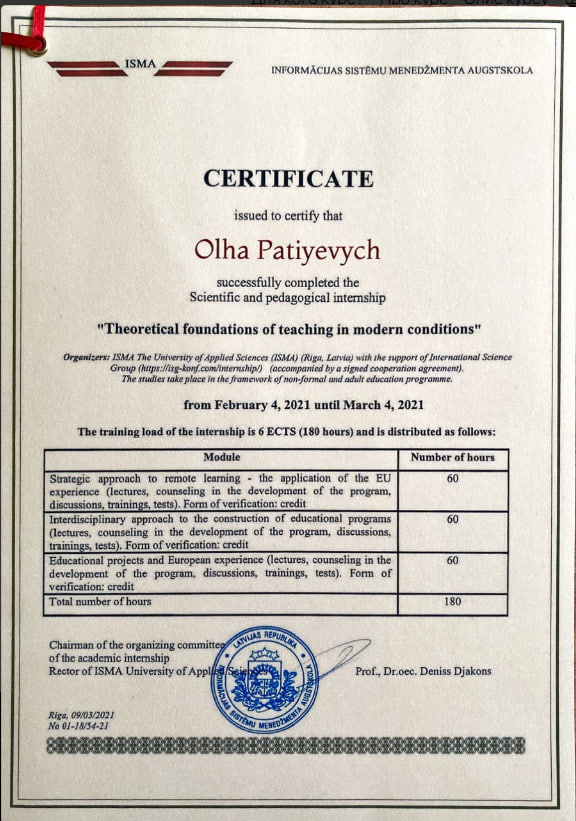 ISMA
INFORMĀCIJAS SISTĒMU MENEDŽMENTA AUGSTSKOLA
CERTIFICATE
issued to certify that
Olha Patiyevych
successfully completed the
Scientific and pedagogical internship
"Theoretical foundations of teaching in modern conditions"
Organizers: ISMA The University of Applied Sciences (ISMA) (Riga, Latvia) with the support of International Science
Group (https://isg-konf.com/internship/) (accompanied by a signed cooperation agreement).
The studies take place in the framework of non-formal and adult education programme.
from February 4, 2021 until March 4, 2021
The training load of the internship is 6 ECTS (180 hours) and is distributed as follows:
Module Number of hours
Strategic approach to remote learning - the application of the EU 60
experience (lectures, counseling in the development of the program,
discussions, trainings, tests). Form of verification: credit
Interdisciplinary approach to the construction of educational programs 60
(lectures, counseling in the development of the program, discussions,
trainings, tests). Form of verification: credit
Educational projects and European experience (lectures, counseling in the 60
development of the program, discussions, trainings, tests). Form of
verification: credit
Total number of hours 180
Chairman of the organizing committee
of the academic internship
Rector of ISMA University of Applied Sciences Prof., Dr.oec. Deniss Djakons
LATVIJAS REPUBLIKA
INFORMĀCIJAS SISTĒMU MENEDŽMENTA AUGSTSKOLA
Riga, 09/03/2021
No 01-18/54-21